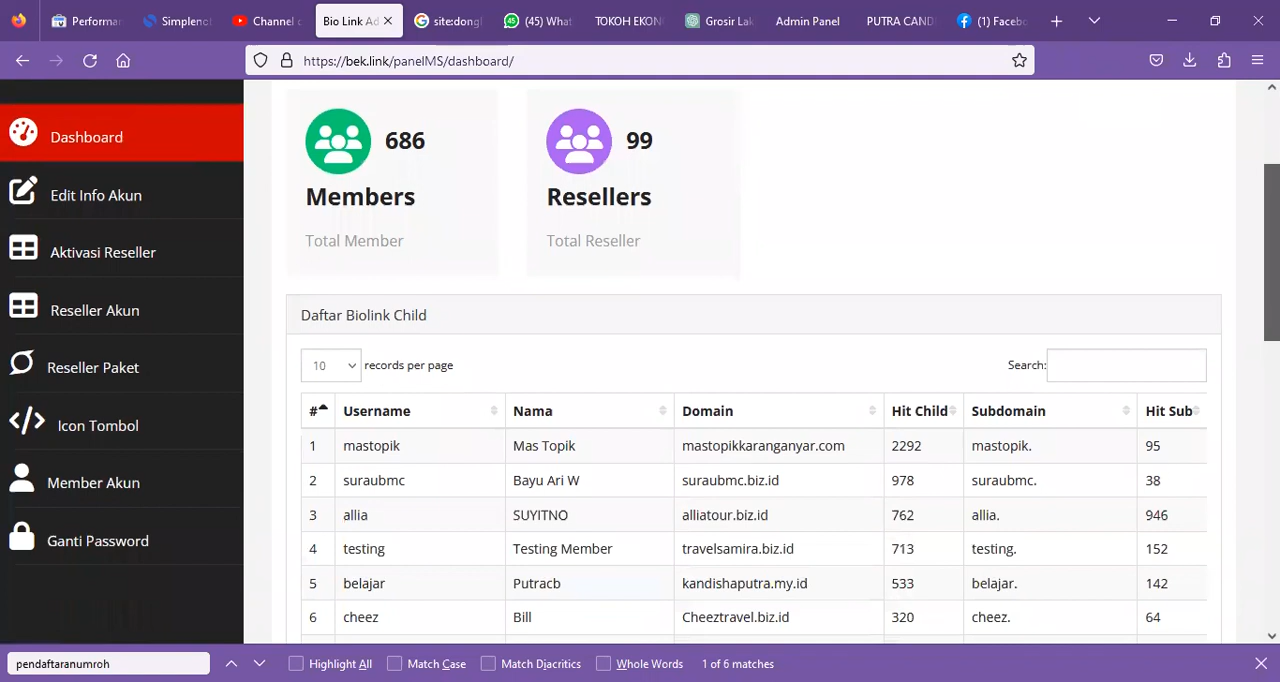 Performan
Simplenot
Channel c
Bio Link Ad
site:dongl
(45) What
TOKOH EKON
Grosir Lak
Admin Panel
PUTRA CAND
(1) Facebo
https://bek.link/panelMS/dashboard/
Dashboard
Edit Info Akun
Aktivasi Reseller
Reseller Akun
Reseller Paket
Icon Tombol
Member Akun
Ganti Password
686
Members
Total Member
99
Resellers
Total Reseller
Daftar Biolink Child
10 records per page Search:
# Username Nama Domain Hit Child Subdomain Hit Sub
1 mastopik Mas Topik mastopikkaranganyar.com 2292 mastopik. 95
2 suraubmc Bayu Ari W suraubmc.biz.id 978 suraubmc. 38
3 allia SUYITNO alliatour.biz.id 762 allia. 946
4 testing Testing Member travelsamira.biz.id 713 testing. 152
5 belajar Putracb kandishaputra.my.id 533 belajar. 142
6 cheez Bill Cheeztravel.biz.id 320 cheez. 64
pendaftaranumroh Highlight All Match Case Match Diacritics Whole Words 1 of 6 matches